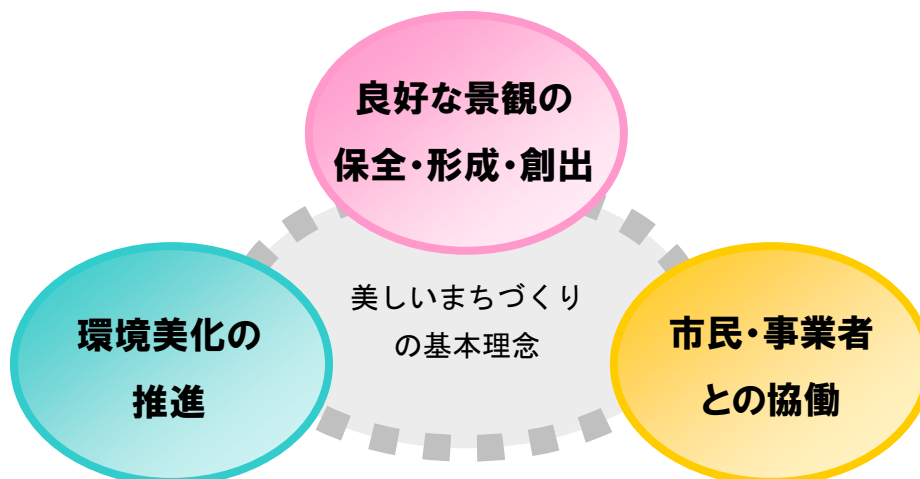 良好な景観の
保全・形成・創出
美しいまちづくり
の基本理念
環境美化の
推進
市民・事業者
との協働